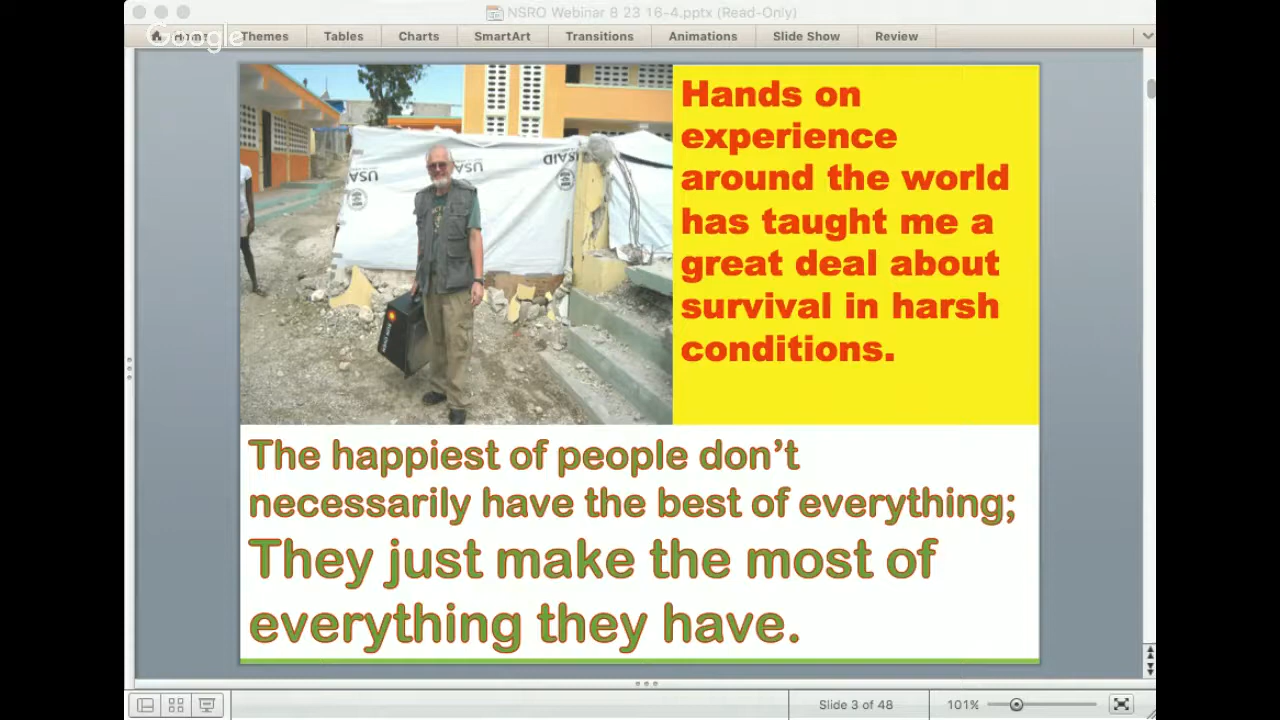 NSRO Webinar 8 23 16-4.pptx (Read-Only)
Google
Home Themes Tables Charts SmartArt Transitions Animations Slide Show Review
USA
USAID
USAID
Hands on
experience
around the world
has taught me a
great deal about
survival in harsh
conditions.
The happiest of people don’t
necessarily have the best of everything;
They just make the most of
everything they have.
Slide 3 of 48
101%